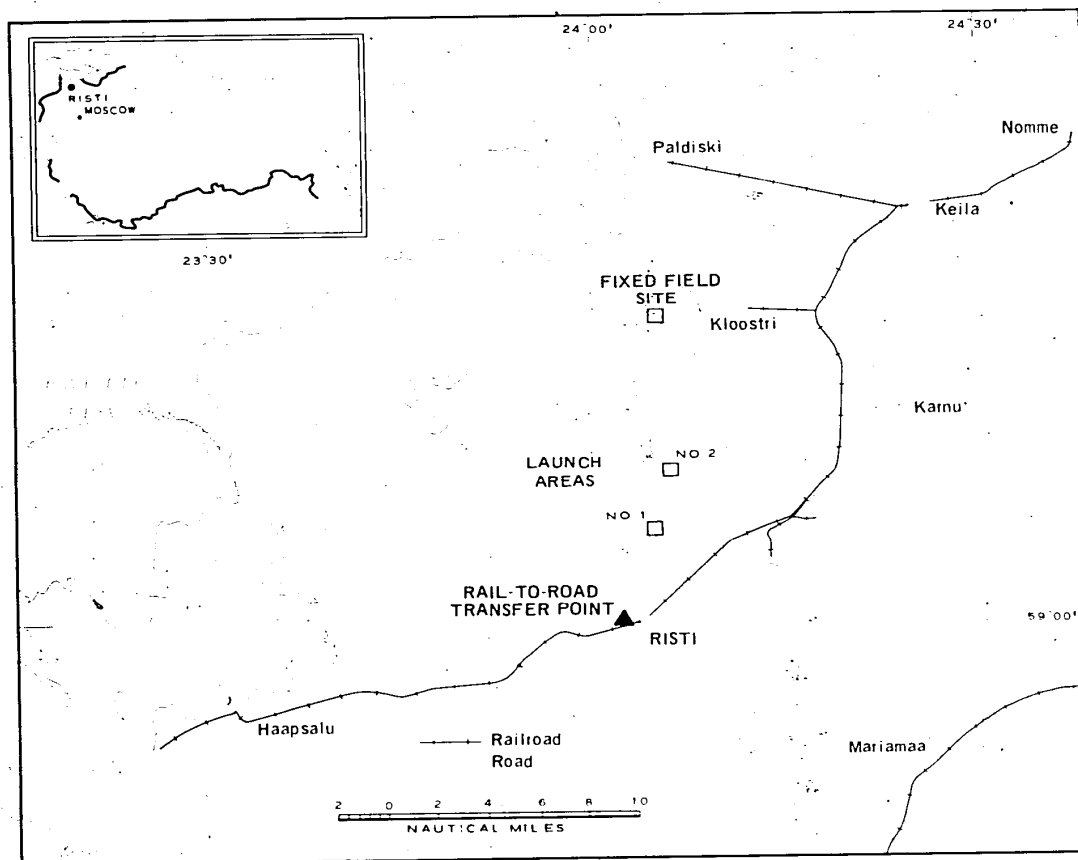 24°00'
24°30'
RISTI
MOSCOW
Nomme
Paldiski
Keila
23°30'
FIXED FIELD
SITE
Kloostri
Karnu
NO 2
LAUNCH
AREAS
NO 1
RAIL-TO-ROAD
TRANSFER POINT
59°00'
RISTI
Haapsalu
Railroad
Road
Mariamaa
2 0 2 4 6 8 10
NAUTICAL MILES